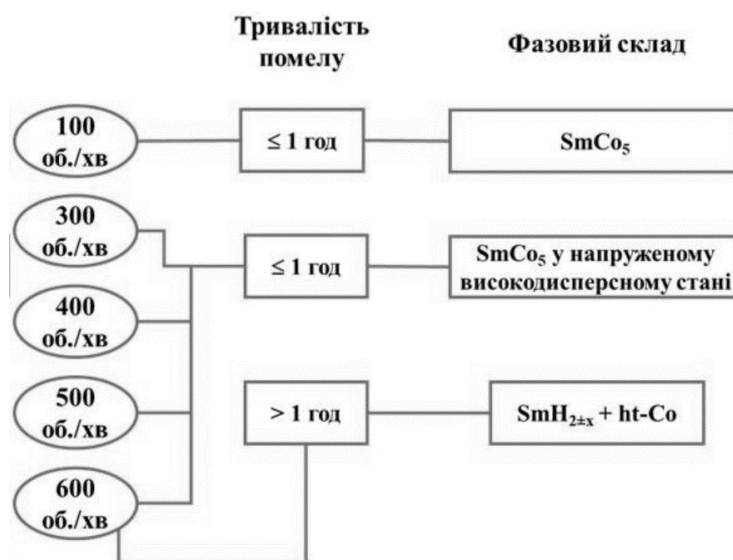 Тривалість
помелу
Фазовий склад
100
об./хв
≤ 1 год
SmCo₅
300
об./хв
≤ 1 год
SmCo₅ у напруженому
високодисперсному стані
400
об./хв
500
об./хв
> 1 год
SmH₂±ₓ + ht-Co
600
об./хв